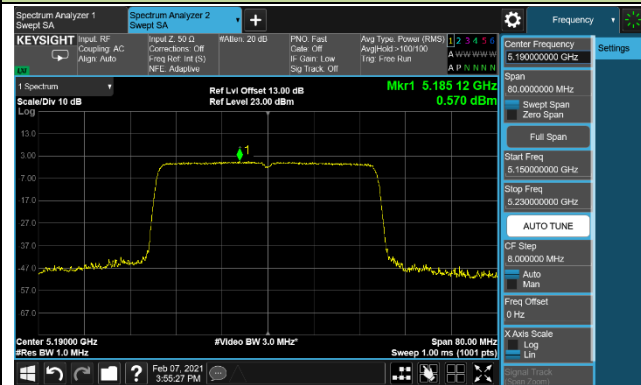 Spectrum Analyzer 1
Swept SA
Spectrum Analyzer 2
Swept SA
+
Frequency
KEYSIGHT
Input: RF
Coupling: AC
Align: Auto
Input Z: 50 Ω
Corrections: Off
Freq Ref: Int (S)
NFE: Adaptive
#Atten: 20 dB
PNO: Fast
Gate: Off
IF Gain: Low
Sig Track: Off
Avg Type: Power (RMS)
Avg|Hold:>100/100
Trig: Free Run
1 2 3 4 5 6
A W W W W W
A P N N N N
1 Spectrum
Scale/Div 10 dB
Log
Ref Lvl Offset 13.00 dB
Ref Level 23.00 dBm
Mkr1 5.185 12 GHz
0.570 dBm
1
13.0
3.00
-7.00
-17.0
-27.0
-37.0
-47.0
-57.0
-67.0
Center 5.19000 GHz
#Res BW 1.0 MHz
#Video BW 3.0 MHz*
Span 80.00 MHz
Sweep 1.00 ms (1001 pts)
Center Frequency
5.190000000 GHz
Settings
Span
80.0000000 MHz
Swept Span
Zero Span
Full Span
Start Freq
5.150000000 GHz
Stop Freq
5.230000000 GHz
AUTO TUNE
CF Step
8.000000 MHz
Auto
Man
Freq Offset
0 Hz
X Axis Scale
Log
Lin
Signal Track
(Span Zoom)
?
Feb 07, 2021
3:55:27 PM